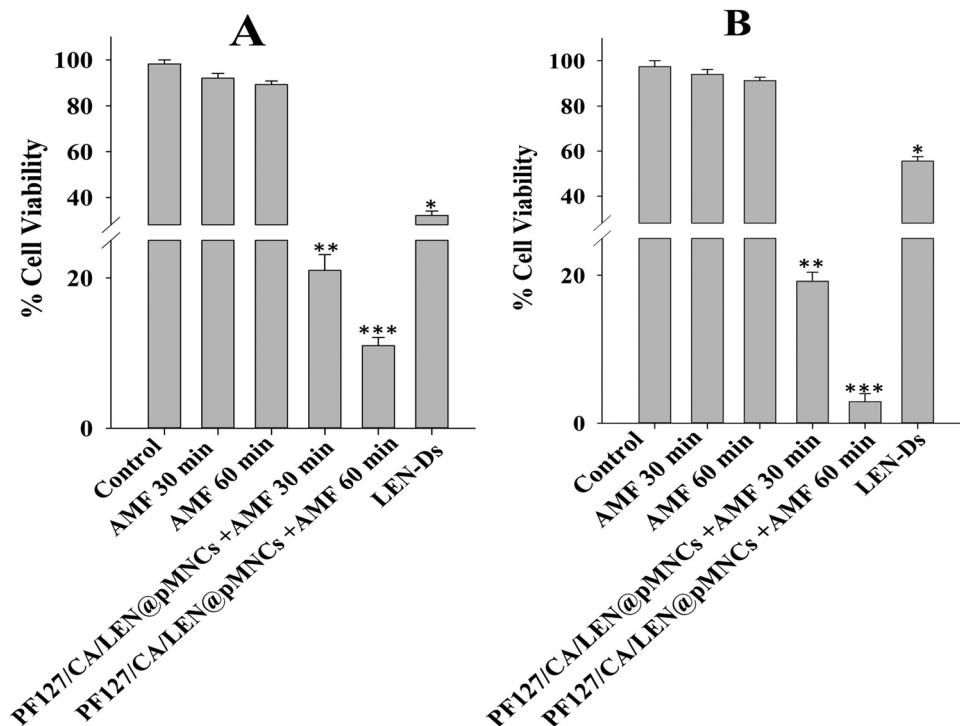 A
% Cell Viability
100
80
60
40
20
0
**
***
*
Control
AMF 30 min
AMF 60 min
PF127/CA/LEN@pMNCs +AMF 30 min
PF127/CA/LEN@pMNCs +AMF 60 min
LEN-Ds
B
% Cell Viability
100
80
60
40
20
0
**
***
*
Control
AMF 30 min
AMF 60 min
PF127/CA/LEN@pMNCs +AMF 30 min
PF127/CA/LEN@pMNCs +AMF 60 min
LEN-Ds